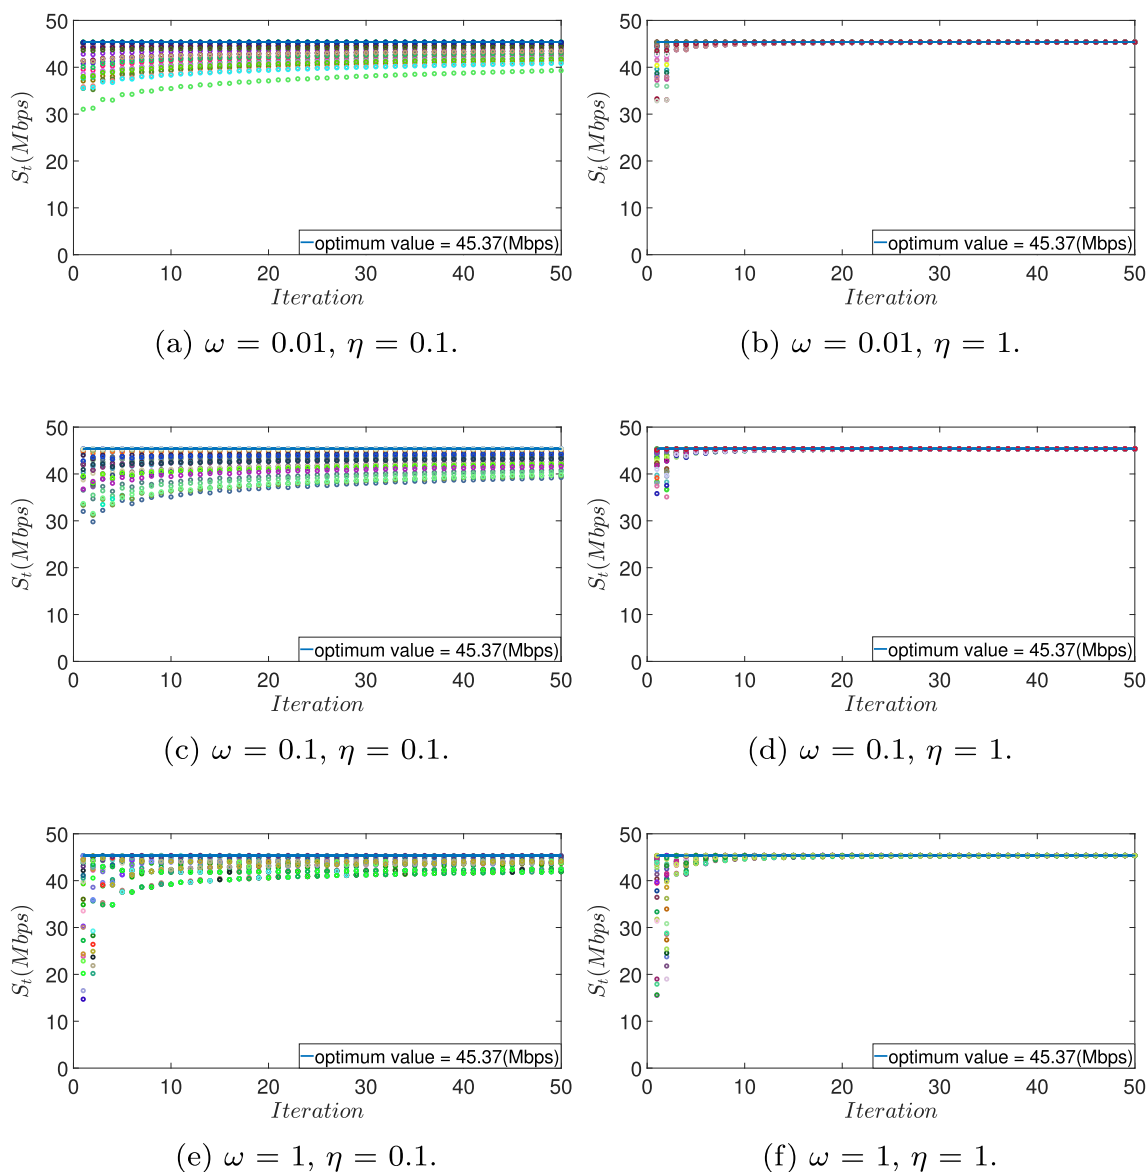 50
40
30
20
10
0
S_t(Mbps)
optimum value = 45.37(Mbps)
0 10 20 30 40 50
Iteration
(a) ω = 0.01, η = 0.1.
50
40
30
20
10
0
S_t(Mbps)
optimum value = 45.37(Mbps)
0 10 20 30 40 50
Iteration
(b) ω = 0.01, η = 1.
50
40
30
20
10
0
S_t(Mbps)
optimum value = 45.37(Mbps)
0 10 20 30 40 50
Iteration
(c) ω = 0.1, η = 0.1.
50
40
30
20
10
0
S_t(Mbps)
optimum value = 45.37(Mbps)
0 10 20 30 40 50
Iteration
(d) ω = 0.1, η = 1.
50
40
30
20
10
0
S_t(Mbps)
optimum value = 45.37(Mbps)
0 10 20 30 40 50
Iteration
(e) ω = 1, η = 0.1.
50
40
30
20
10
0
S_t(Mbps)
optimum value = 45.37(Mbps)
0 10 20 30 40 50
Iteration
(f) ω = 1, η = 1.